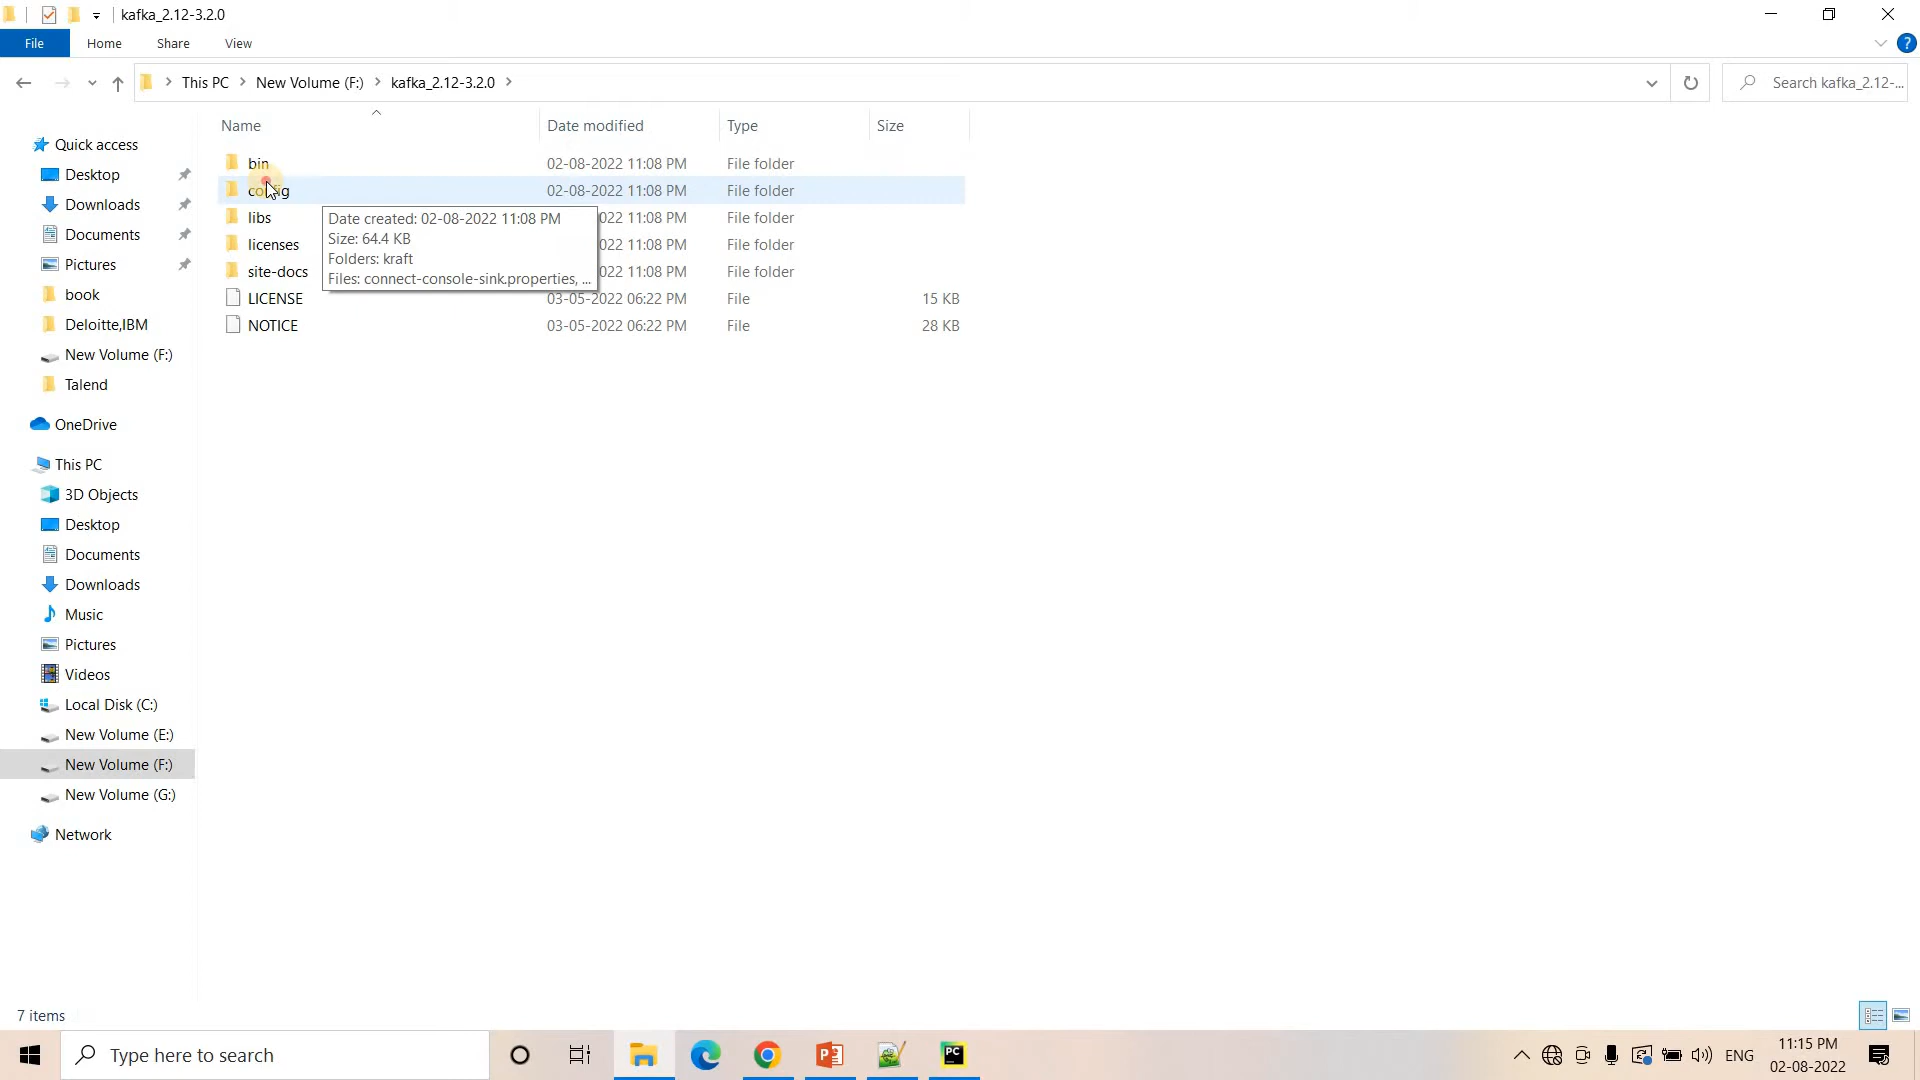 kafka_2.12-3.2.0
File Home Share View
This PC New Volume (F:) kafka_2.12-3.2.0
Search kafka_2.12-...
Name Date modified Type Size
bin 02-08-2022 11:08 PM File folder
config 02-08-2022 11:08 PM File folder
libs 022 11:08 PM File folder
licenses 022 11:08 PM File folder
site-docs 022 11:08 PM File folder
LICENSE 03-05-2022 06:22 PM File 15 KB
NOTICE 03-05-2022 06:22 PM File 28 KB
Date created: 02-08-2022 11:08 PM
Size: 64.4 KB
Folders: kraft
Files: connect-console-sink.properties, ...
Quick access
Desktop
Downloads
Documents
Pictures
book
Deloitte,IBM
New Volume (F:)
Talend
OneDrive
This PC
3D Objects
Desktop
Documents
Downloads
Music
Pictures
Videos
Local Disk (C:)
New Volume (E:)
New Volume (F:)
New Volume (G:)
Network
7 items
Type here to search
PC
ENG
11:15 PM
02-08-2022